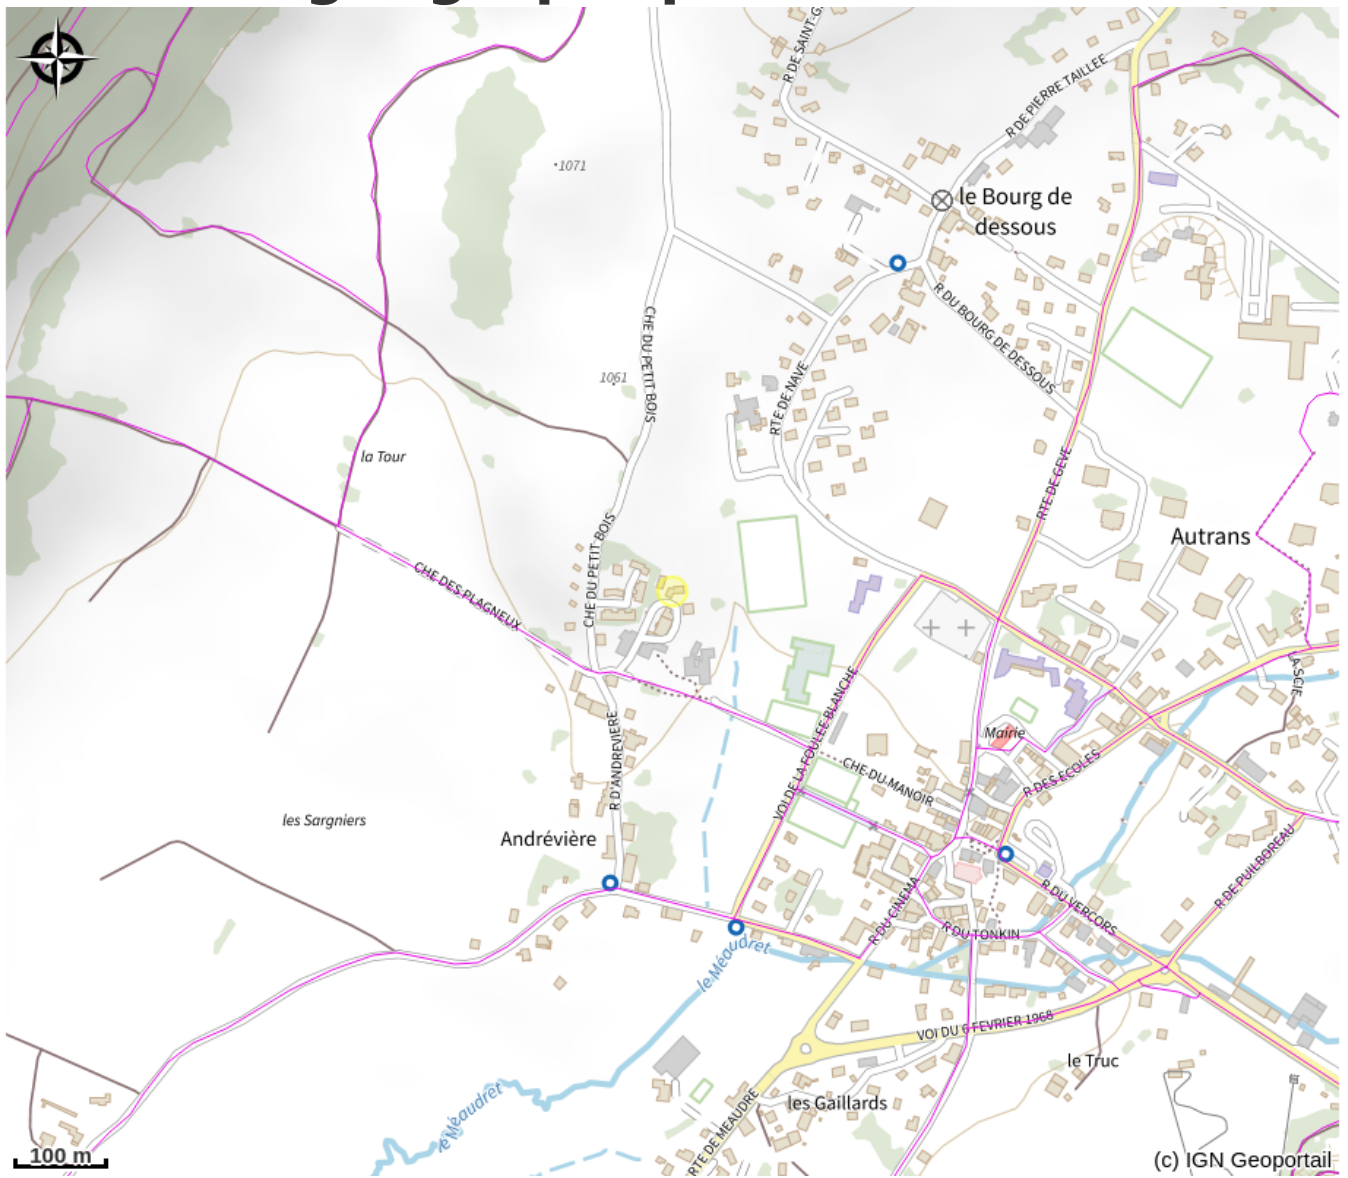 R DE SAINT-G
R DE PIERRE TAILLEE
1071
le Bourg de
dessous
CHE DU PETIT BOIS
R DU BOURG DE DESSOUS
1061
RTE DE NAVE
la Tour
RTE DE GEVE
CHE DU PETIT BOIS
Autrans
CHE DES PLAGNEUX
LA SCIE
VOI DE LA FOULEE BLANCHE
R D'ANDREVIERE
Mairie
CHE DU MANOIR
R DES ECOLES
les Sargniers
Andrévière
R DE PUILBOREAU
R DU CINEMA
R DU VERCORS
R DU TONKIN
le Méaudret
VOI DU 6 FEVRIER 1968
le Truc
les Gaillards
le Méaudret
RTE DE MEAUDRE
100 m
(c) IGN Geoportail